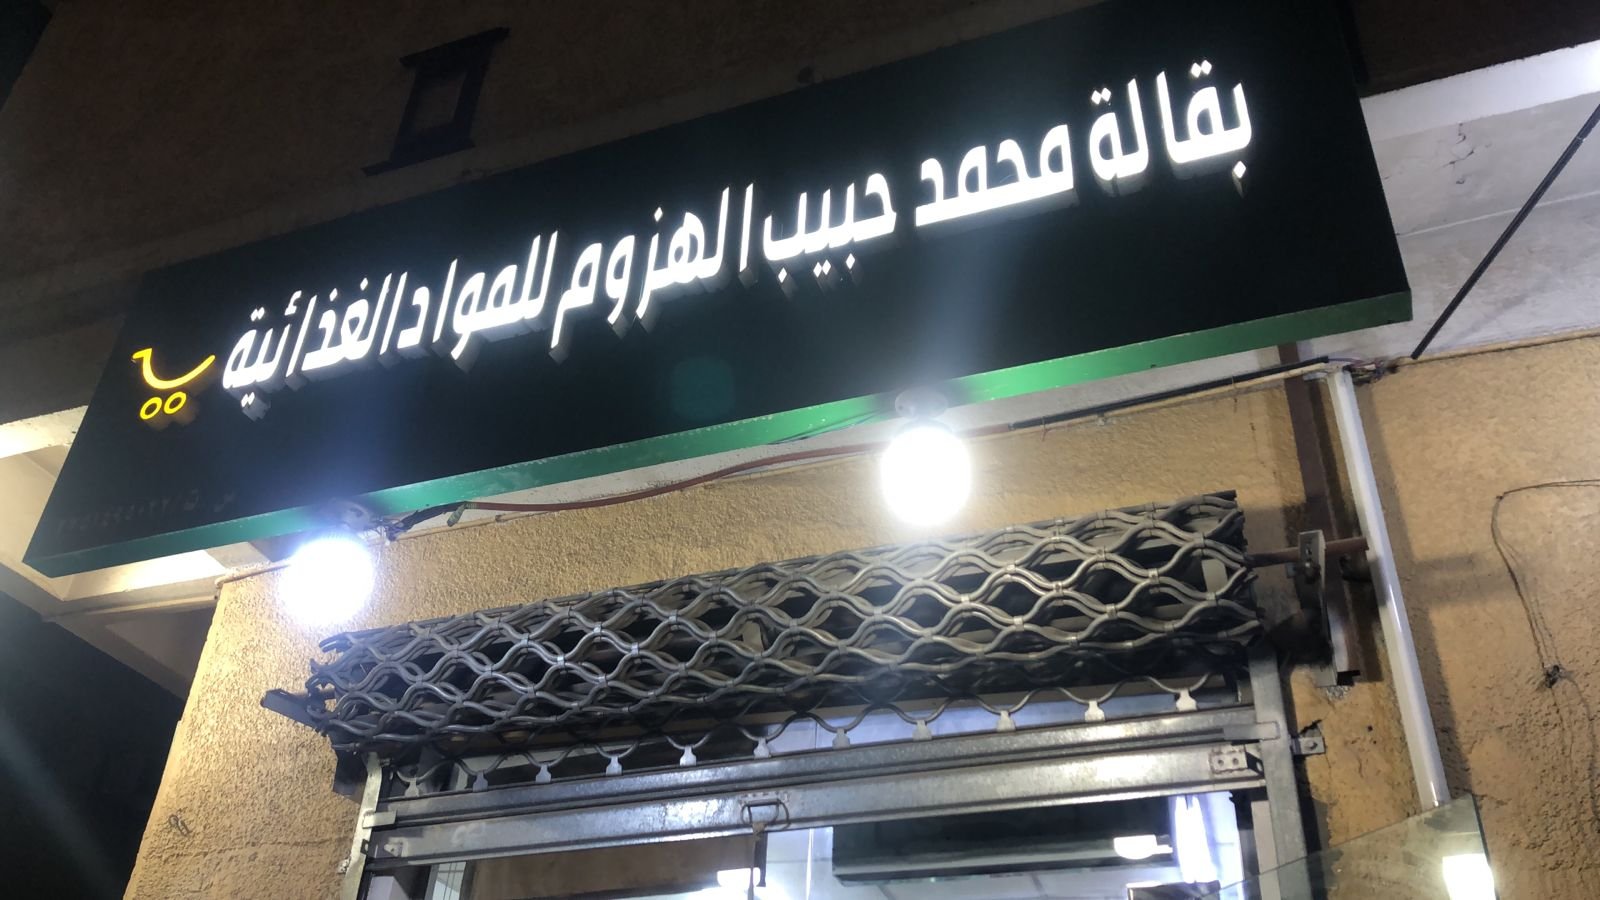 بقالة محمد حبيب الهزوم للمواد الغذائية